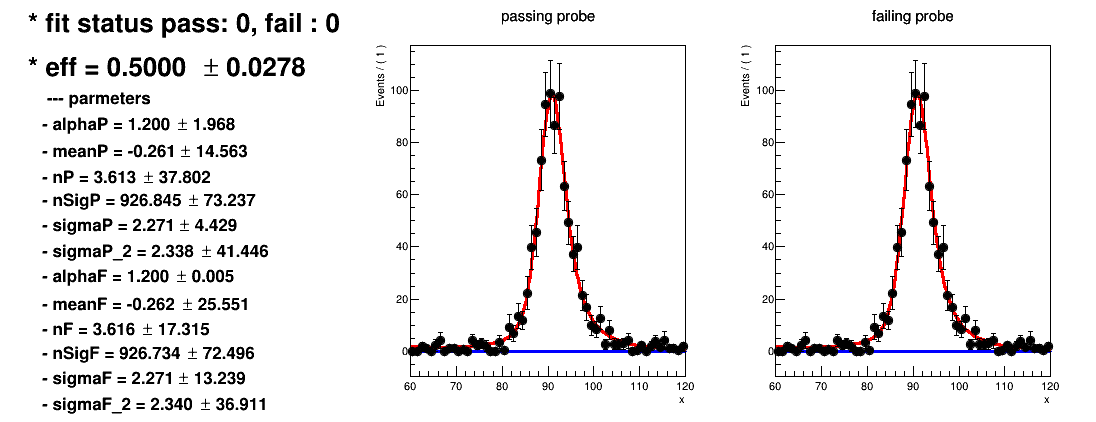 * fit status pass: 0, fail : 0
* eff = 0.5000 ± 0.0278
--- parmeters
- alphaP = 1.200 ± 1.968
- meanP = -0.261 ± 14.563
- nP = 3.613 ± 37.802
- nSigP = 926.845 ± 73.237
- sigmaP = 2.271 ± 4.429
- sigmaP_2 = 2.338 ± 41.446
- alphaF = 1.200 ± 0.005
- meanF = -0.262 ± 25.551
- nF = 3.616 ± 17.315
- nSigF = 926.734 ± 72.496
- sigmaF = 2.271 ± 13.239
- sigmaF_2 = 2.340 ± 36.911
passing probe
Events / ( 1 )
100
80
60
40
20
0
60 70 80 90 100 110 120
x
failing probe
Events / ( 1 )
100
80
60
40
20
0
60 70 80 90 100 110 120
x